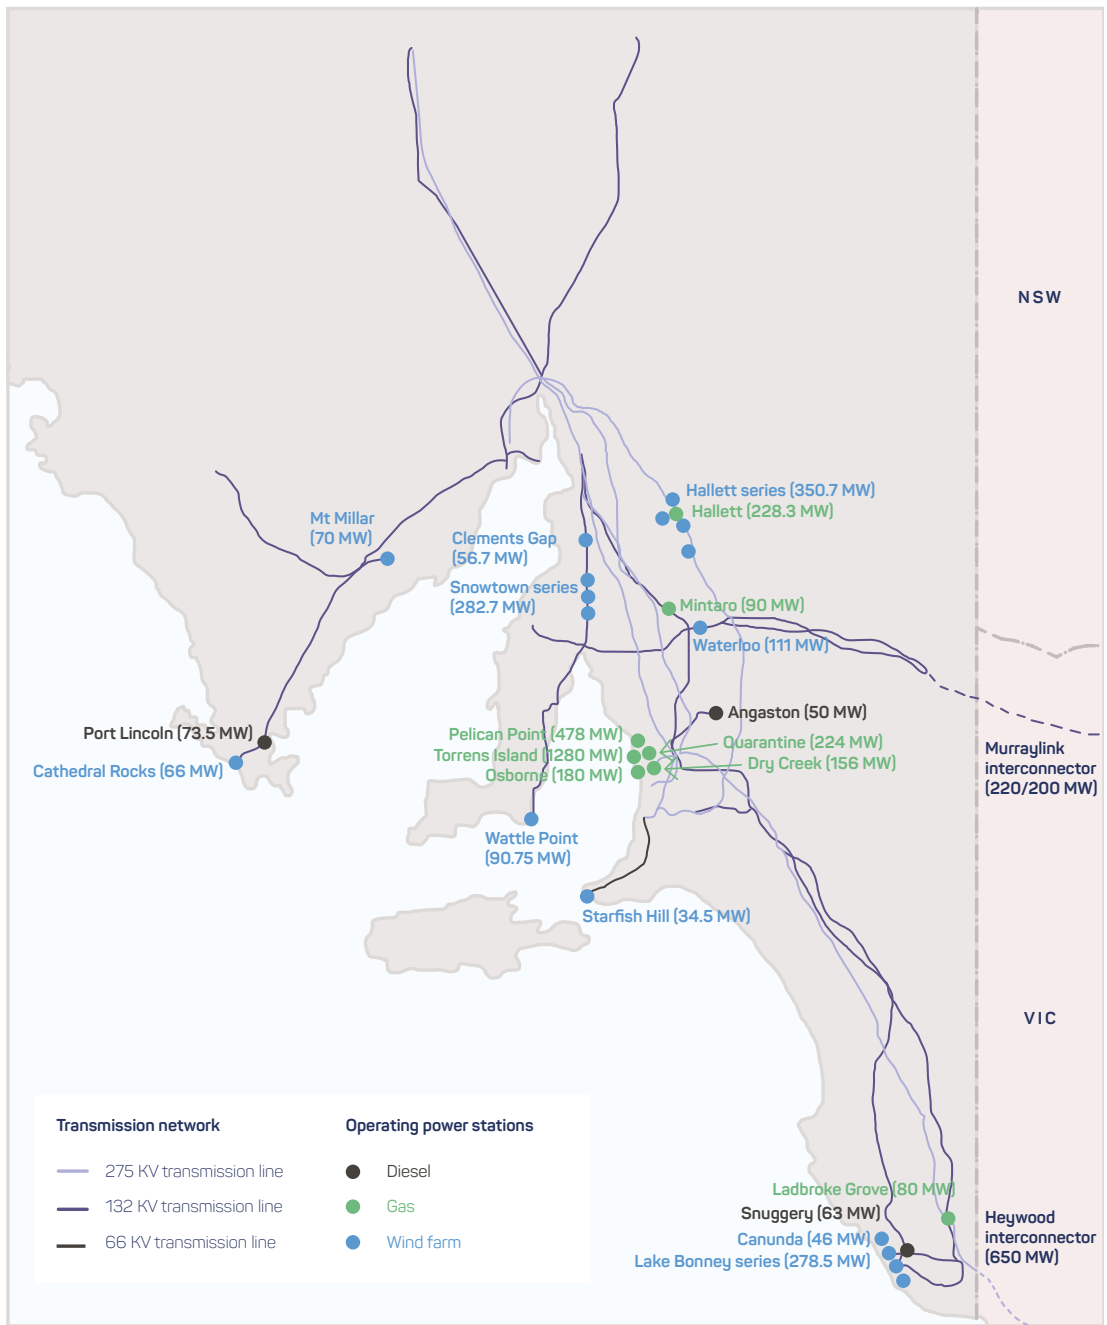 NSW
Hallett series (350.7 MW)
Hallett (228.3 MW)
Mt Millar
(70 MW)
Clements Gap
(56.7 MW)
Snowtown series
(282.7 MW)
Mintaro (90 MW)
Waterloo (111 MW)
Port Lincoln (73.5 MW)
Cathedral Rocks (66 MW)
Angaston (50 MW)
Pelican Point (478 MW)
Torrens Island (1280 MW)
Osborne (180 MW)
Quarantine (224 MW)
Dry Creek (156 MW)
Murraylink
interconnector
(220/200 MW)
Wattle Point
(90.75 MW)
Starfish Hill (34.5 MW)
VIC
Transmission network
275 KV transmission line
132 KV transmission line
66 KV transmission line
Operating power stations
Diesel
Gas
Wind farm
Ladbroke Grove (80 MW)
Snuggery (63 MW)
Canunda (46 MW)
Lake Bonney series (278.5 MW)
Heywood
interconnector
(650 MW)